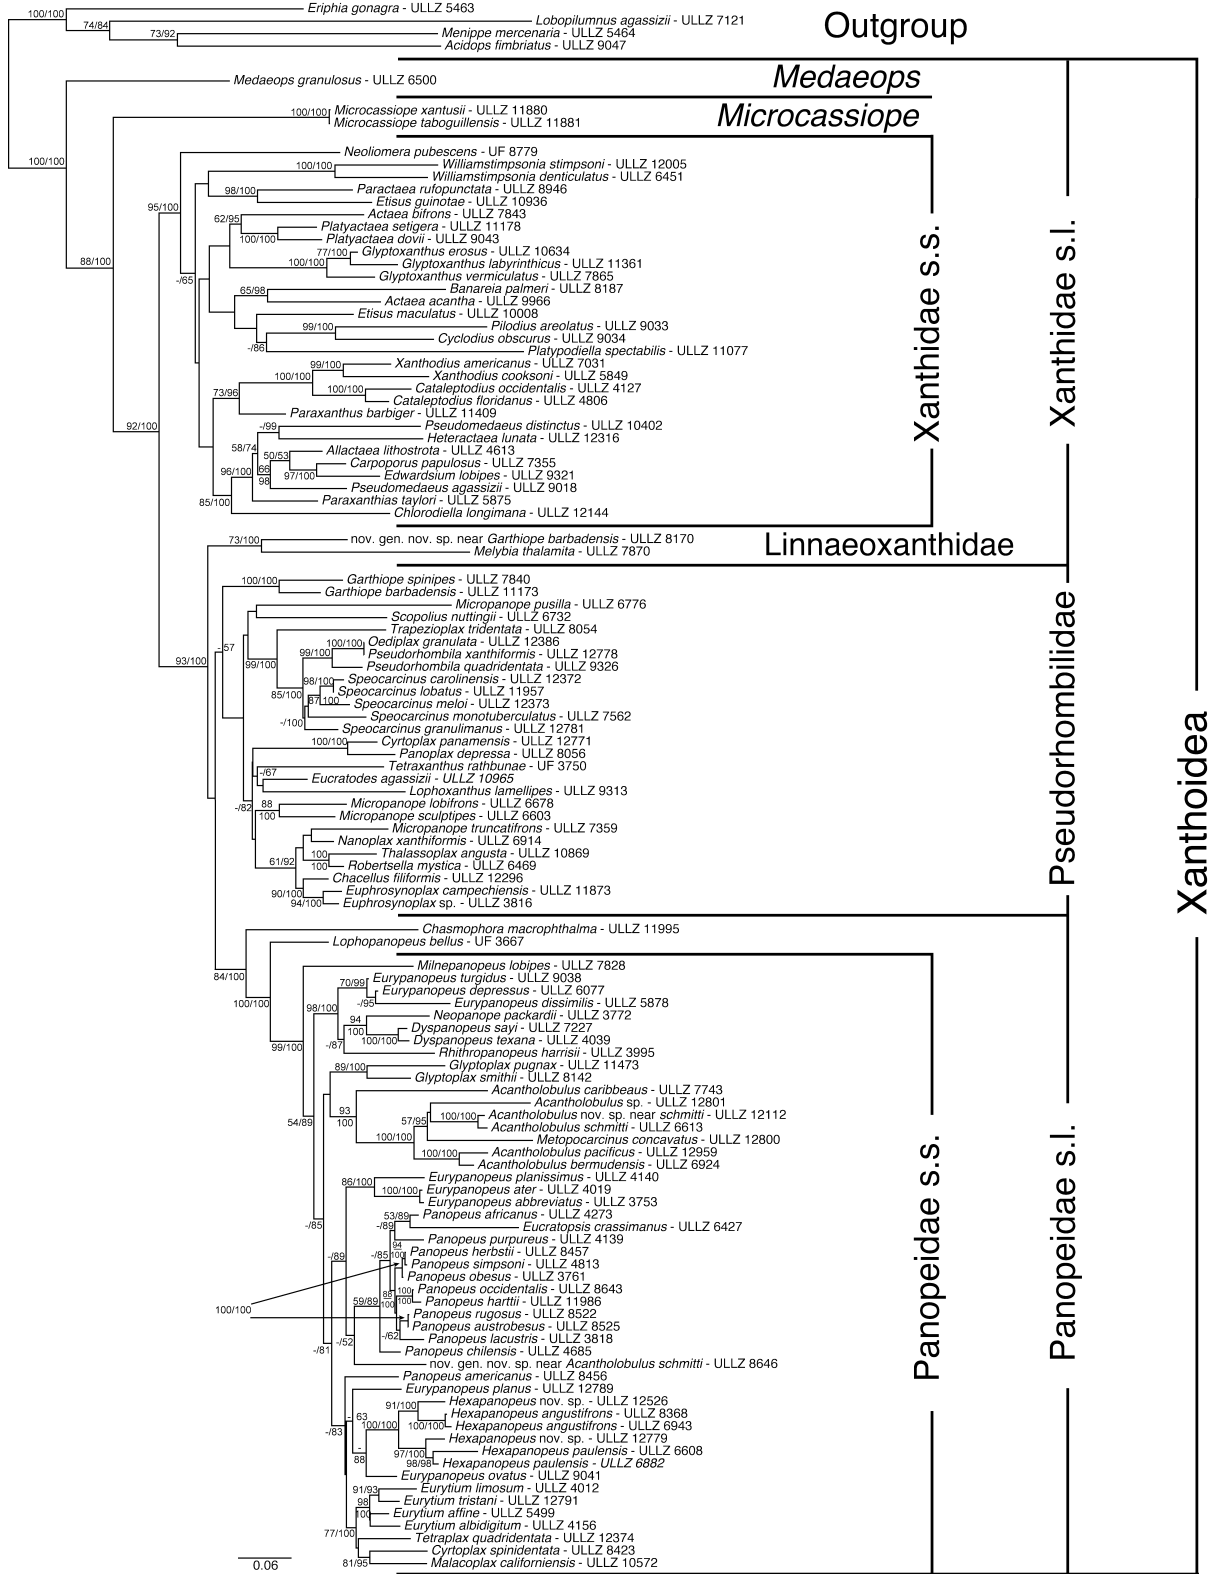 Eriphia gonagra - ULLZ 5463
100/100
Lobopilumnus agassizii - ULLZ 7121
74/84
Menippe mercenaria - ULLZ 5464
73/92
Acidops fimbriatus - ULLZ 9047
Outgroup
Medaeops granulosus - ULLZ 6500
Medaeops
100/100
Microcassiope xantusii - ULLZ 11880
100/100
Microcassiope taboguillensis - ULLZ 11881
Microcassiope
88/100
Neoliomera pubescens - UF 8779
Williamstimpsonia stimpsoni - ULLZ 12005
100/100
Williamstimpsonia denticulatus - ULLZ 6451
Paractaea rufopunctata - ULLZ 8946
98/100
Etisus guinotae - ULLZ 10936
95/100
Actaea bifrons - ULLZ 7843
62/95
Platyactaea setigera - ULLZ 11178
100/100
Platyactaea dovii - ULLZ 9043
Glyptoxanthus erosus - ULLZ 10634
77/100
Glyptoxanthus labyrinthicus - ULLZ 11361
100/100
Glyptoxanthus vermiculatus - ULLZ 7865
-/65
Banareia palmeri - ULLZ 8187
65/98
Actaea acantha - ULLZ 9966
Etisus maculatus - ULLZ 10008
Pilodius areolatus - ULLZ 9033
99/100
Cyclodius obscurus - ULLZ 9034
-/86
Platypodiella spectabilis - ULLZ 11077
Xanthodius americanus - ULLZ 7031
99/100
Xanthodius cooksoni - ULLZ 5849
100/100
Cataleptodius occidentalis - ULLZ 4127
100/100
Cataleptodius floridanus - ULLZ 4806
73/96
Paraxanthus barbiger - ULLZ 11409
Pseudomedaeus distinctus - ULLZ 10402
-/99
Heteractaea lunata - ULLZ 12316
92/100
Allactaea lithostrota - ULLZ 4613
58/74
50/53
Carpoporus papulosus - ULLZ 7355
97/100
Edwardsium lobipes - ULLZ 9321
66
98
Pseudomedaeus agassizii - ULLZ 9018
96/100
Paraxanthias taylori - ULLZ 5875
85/100
Chlorodiella longimana - ULLZ 12144
Xanthidae s.s.
Xanthidae s.l.
nov. gen. nov. sp. near Garthiope barbadensis - ULLZ 8170
73/100
Melybia thalamita - ULLZ 7870
Linnaeoxanthidae
Garthiope spinipes - ULLZ 7840
100/100
Garthiope barbadensis - ULLZ 11173
Micropanope pusilla - ULLZ 6776
Scopolius nuttingii - ULLZ 6732
Trapezioplax tridentata - ULLZ 8054
Oediplax granulata - ULLZ 12386
100/100
Pseudorhombila xanthiformis - ULLZ 12778
99/100
Pseudorhombila quadridentata - ULLZ 9326
- 57
93/100
99/100
Speocarcinus carolinensis - ULLZ 12372
98/100
Speocarcinus lobatus - ULLZ 11957
85/100
87/100
Speocarcinus meloi - ULLZ 12373
Speocarcinus monotuberculatus - ULLZ 7562
-/100
Speocarcinus granulimanus - ULLZ 12781
Cyrtoplax panamensis - ULLZ 12771
100/100
Panoplax depressa - ULLZ 8056
Tetraxanthus rathbunae - UF 3750
-/67
Eucratodes agassizii - ULLZ 10965
Lophoxanthus lamellipes - ULLZ 9313
-/82
Micropanope lobifrons - ULLZ 6678
88
100
Micropanope sculptipes - ULLZ 6603
Micropanope truncatifrons - ULLZ 7359
Nanoplax xanthiformis - ULLZ 6914
Thalassoplax angusta - ULLZ 10869
100
100
Robertsella mystica - ULLZ 6469
61/92
Chacellus filiformis - ULLZ 12296
90/100
Euphrosynoplax campechiensis - ULLZ 11873
94/100
Euphrosynoplax sp. - ULLZ 3816
Pseudorhombilidae
Xanthoidea
Chasmophora macrophthalma - ULLZ 11995
Lophopanopeus bellus - UF 3667
84/100
100/100
Milnepanopeus lobipes - ULLZ 7828
Eurypanopeus turgidus - ULLZ 9038
70/99
Eurypanopeus depressus - ULLZ 6077
-/95
Eurypanopeus dissimilis - ULLZ 5878
98/100
Neopanope packardii - ULLZ 3772
94
100
Dyspanopeus sayi - ULLZ 7227
100/100
Dyspanopeus texana - ULLZ 4039
-/87
Rhithropanopeus harrisii - ULLZ 3995
99/100
Glyptoplax pugnax - ULLZ 11473
89/100
Glyptoplax smithii - ULLZ 8142
Acantholobulus caribbeaus - ULLZ 7743
93
100
Acantholobulus sp. - ULLZ 12801
Acantholobulus nov. sp. near schmitti - ULLZ 12112
100/100
57/95
Acantholobulus schmitti - ULLZ 6613
54/89
Metopocarcinus concavatus - ULLZ 12800
100/100
Acantholobulus pacificus - ULLZ 12959
100/100
Acantholobulus bermudensis - ULLZ 6924
Eurypanopeus planissimus - ULLZ 4140
86/100
Eurypanopeus ater - ULLZ 4019
100/100
Eurypanopeus abbreviatus - ULLZ 3753
Panopeus africanus - ULLZ 4273
53/89
Eucratopsis crassimanus - ULLZ 6427
-/85
-/89
Panopeus purpureus - ULLZ 4139
94
100
Panopeus herbstii - ULLZ 8457
-/89
-/85
Panopeus simpsoni - ULLZ 4813
Panopeus obesus - ULLZ 3761
Panopeus occidentalis - ULLZ 8643
100
100
Panopeus harttii - ULLZ 11986
88
100
59/89
100/100
Panopeus rugosus - ULLZ 8522
Panopeus austrobesus - ULLZ 8525
-/62
Panopeus lacustris - ULLZ 3818
-/52
-/81
Panopeus chilensis - ULLZ 4685
nov. gen. nov. sp. near Acantholobulus schmitti - ULLZ 8646
Panopeus americanus - ULLZ 8456
Eurypanopeus planus - ULLZ 12789
Hexapanopeus nov. sp. - ULLZ 12526
91/100
Hexapanopeus angustifrons - ULLZ 8368
- 63
100/100
100/100
Hexapanopeus angustifrons - ULLZ 6943
-/83
Hexapanopeus nov. sp. - ULLZ 12779
97/100
Hexapanopeus paulensis - ULLZ 6608
98/98
Hexapanopeus paulensis - ULLZ 6882
-
88
Eurypanopeus ovatus - ULLZ 9041
Eurytium limosum - ULLZ 4012
91/93
Eurytium tristani - ULLZ 12791
98
100
Eurytium affine - ULLZ 5499
Eurytium albidigitum - ULLZ 4156
77/100
Tetraplax quadridentata - ULLZ 12374
Cyrtoplax spinidentata - ULLZ 8423
81/95
Malacoplax californiensis - ULLZ 10572
Panopeidae s.s.
Panopeidae s.l.
0.06